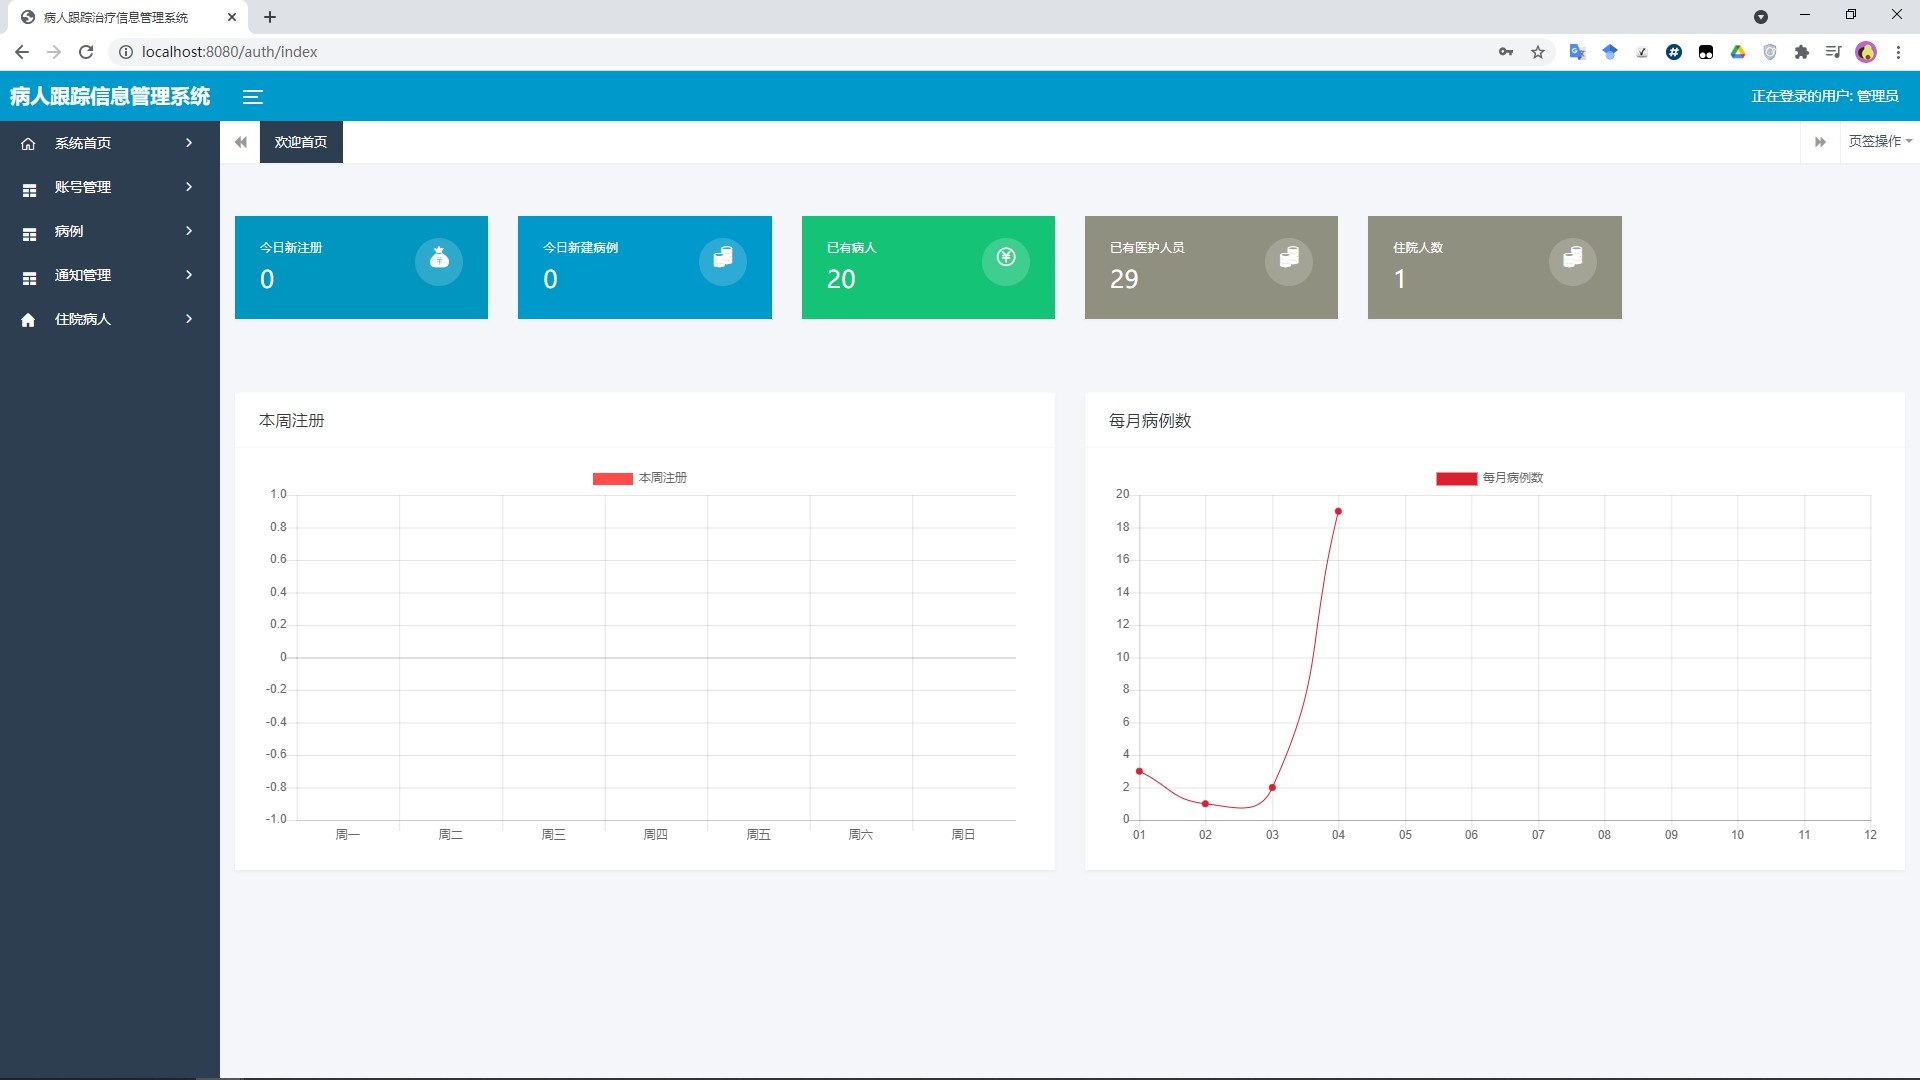 病人跟踪治疗信息管理系统
localhost:8080/auth/index
病人跟踪信息管理系统
正在登录的用户: 管理员
系统首页
账号管理
病例
通知管理
住院病人
欢迎首页
页签操作
今日新注册
0
今日新建病例
0
已有病人
20
已有医护人员
29
住院人数
1
本周注册
本周注册
1.0
0.8
0.6
0.4
0.2
0
-0.2
-0.4
-0.6
-0.8
-1.0
周一 周二 周三 周四 周五 周六 周日
每月病例数
每月病例数
20
18
16
14
12
10
8
6
4
2
0
01 02 03 04 05 06 07 08 09 10 11 12